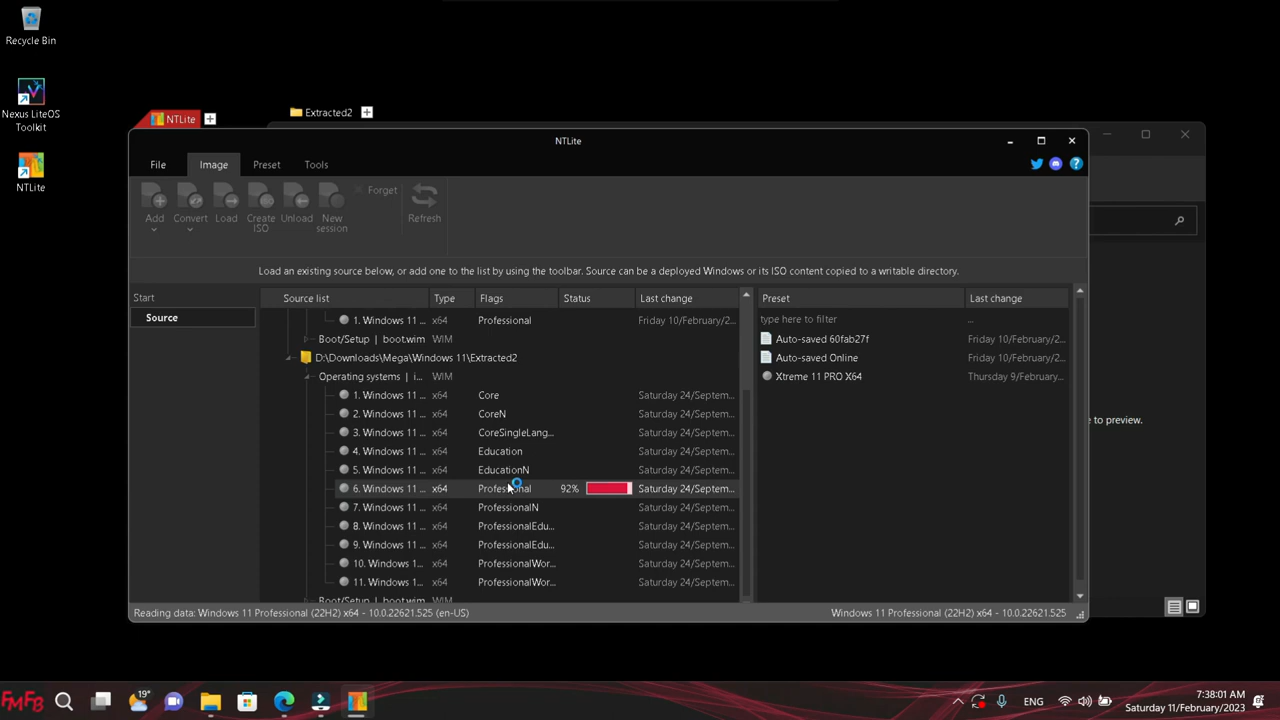 Recycle Bin
Nexus LiteOS
Toolkit
NTLite
NTLite
Extracted2
NTLite
File
Image
Preset
Tools
Add
Convert
Load
Create
ISO
Unload
New
session
Forget
Refresh
Load an existing source below, or add one to the list by using the toolbar. Source can be a deployed Windows or its ISO content copied to a writable directory.
Start
Source
Source list Type Flags Status Last change
1. Windows 11 ... x64 Professional Friday 10/February/2...
Boot/Setup | boot.wim WIM
D:\Downloads\Mega\Windows 11\Extracted2
Operating systems | i... WIM
1. Windows 11 ... x64 Core Saturday 24/Septem...
2. Windows 11 ... x64 CoreN Saturday 24/Septem...
3. Windows 11 ... x64 CoreSingleLang... Saturday 24/Septem...
4. Windows 11 ... x64 Education Saturday 24/Septem...
5. Windows 11 ... x64 EducationN Saturday 24/Septem...
6. Windows 11 ... x64 Professional 92% Saturday 24/Septem...
7. Windows 11 ... x64 ProfessionalN Saturday 24/Septem...
8. Windows 11 ... x64 ProfessionalEdu... Saturday 24/Septem...
9. Windows 11 ... x64 ProfessionalEdu... Saturday 24/Septem...
10. Windows 1... x64 ProfessionalWor... Saturday 24/Septem...
11. Windows 1... x64 ProfessionalWor... Saturday 24/Septem...
Boot/Setup | boot.wim WIM
Preset Last change
type here to filter ...
Auto-saved 60fab27f Friday 10/February/2...
Auto-saved Online Friday 10/February/2...
Xtreme 11 PRO X64 Thursday 9/February...
e to preview.
Reading data: Windows 11 Professional (22H2) x64 - 10.0.22621.525 (en-US)
Windows 11 Professional (22H2) x64 - 10.0.22621.525
FMFB
19°
ENG
7:38:01 AM
Saturday 11/February/2023